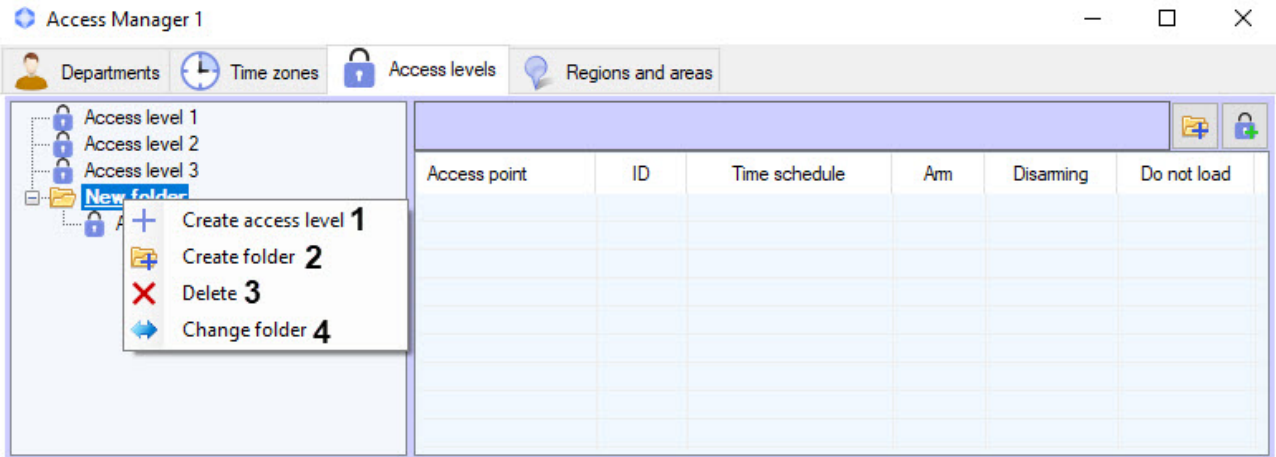 Access Manager 1
Departments Time zones Access levels Regions and areas
Access level 1
Access level 2
Access level 3
New folder
Access point ID Time schedule Arm Disarming Do not load
Create access level 1
Create folder 2
Delete 3
Change folder 4